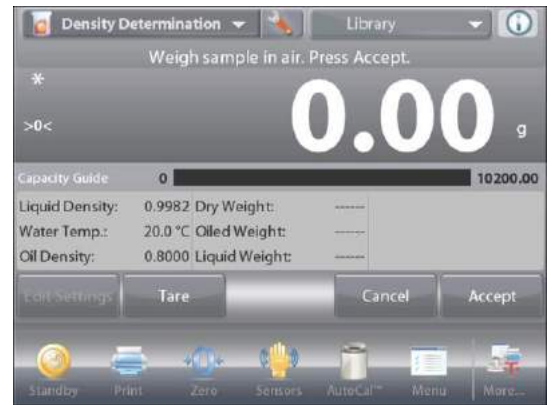 Density Determination Library
Weigh sample in air. Press Accept.
*
>0<
0.00 g
Capacity Guide 0 10200.00
Liquid Density: 0.9982 Dry Weight: ------
Water Temp.: 20.0 °C Oiled Weight: ------
Oil Density: 0.8000 Liquid Weight: ------
Edit Settings Tare Cancel Accept
Standby Print Zero Sensors AutoCal™ Menu More...